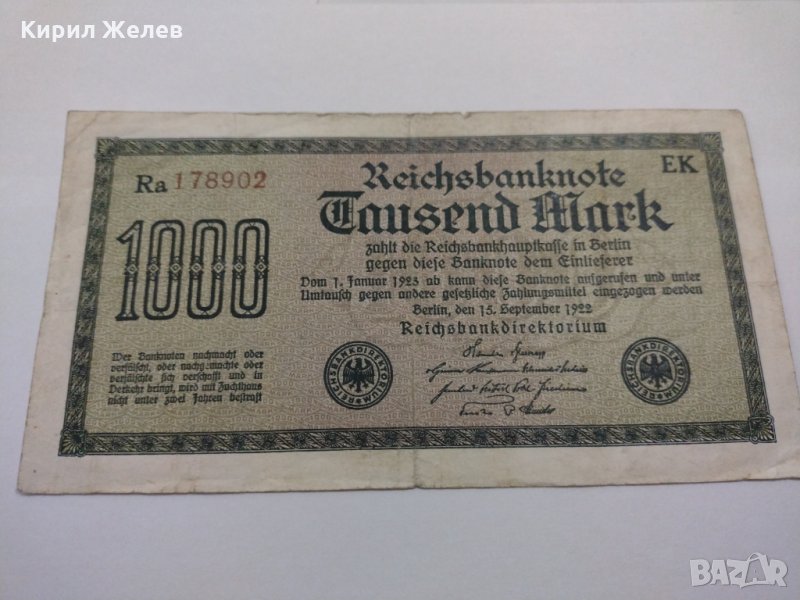 Кирил Желев
Ra 178902
EK
Reichsbanknote
1000
Tausend Mark
zahlt die Reichsbankhauptkasse in Berlin
gegen diese Banknote dem Einlieferer
Vom 1. Januar 1923 ab kann diese Banknote aufgerufen und unter
Umtausch gegen andere gesetzliche Zahlungsmittel eingezogen werden
Berlin, den 15. September 1922
Reichsbankdirektorium
Wer Banknoten nachmacht oder
verfälscht, oder nachgemachte oder
verfälschte sich verschafft und in
Verkehr bringt, wird mit Zuchthaus
nicht unter zwei Jahren bestraft
REICHSBANKDIREKTORIUM
REICHSBANKDIREKTORIUM
BAZAR